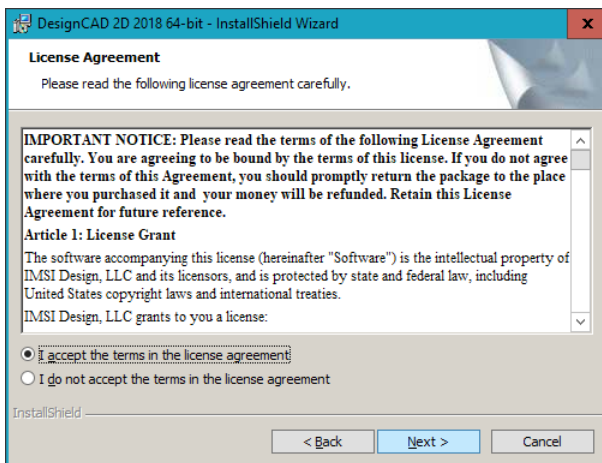 DesignCAD 2D 2018 64-bit - InstallShield Wizard
License Agreement
Please read the following license agreement carefully.
IMPORTANT NOTICE: Please read the terms of the following License Agreement
carefully. You are agreeing to be bound by the terms of this license. If you do not agree
with the terms of this Agreement, you should promptly return the package to the place
where you purchased it and your money will be refunded. Retain this License
Agreement for future reference.
Article 1: License Grant
The software accompanying this license (hereinafter "Software") is the intellectual property of
IMSI Design, LLC and its licensors, and is protected by state and federal law, including
United States copyright laws and international treaties.
IMSI Design, LLC grants to you a license:
I accept the terms in the license agreement
I do not accept the terms in the license agreement
InstallShield
< Back Next > Cancel